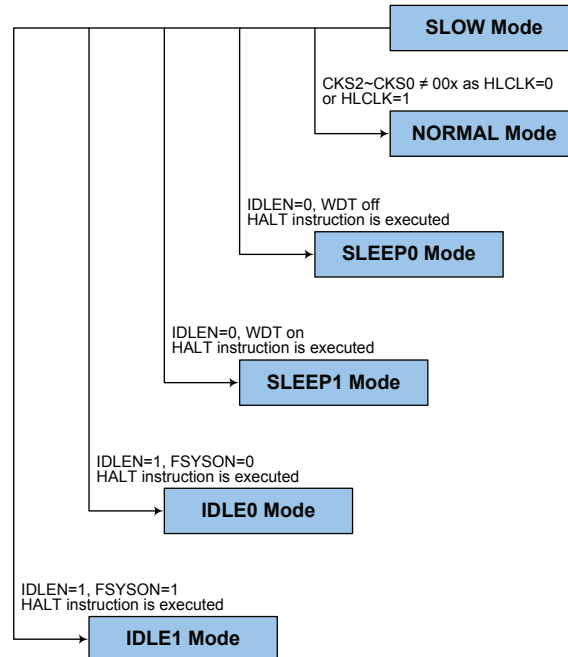 SLOW Mode
CKS2~CKS0 ≠ 00x as HLCLK=0
or HLCLK=1
NORMAL Mode
IDLEN=0, WDT off
HALT instruction is executed
SLEEP0 Mode
IDLEN=0, WDT on
HALT instruction is executed
SLEEP1 Mode
IDLEN=1, FSYSON=0
HALT instruction is executed
IDLE0 Mode
IDLEN=1, FSYSON=1
HALT instruction is executed
IDLE1 Mode